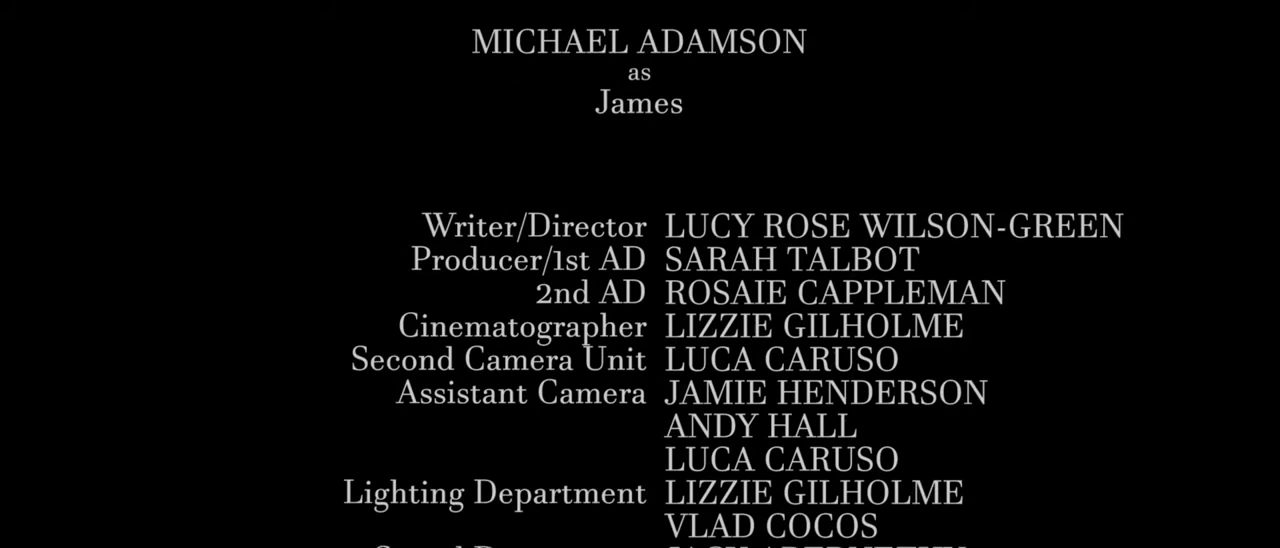 MICHAEL ADAMSON
as
James
Writer/Director LUCY ROSE WILSON-GREEN
Producer/1st AD SARAH TALBOT
2nd AD ROSAIE CAPPLEMAN
Cinematographer LIZZIE GILHOLME
Second Camera Unit LUCA CARUSO
Assistant Camera JAMIE HENDERSON
ANDY HALL
LUCA CARUSO
Lighting Department LIZZIE GILHOLME
VLAD COCOS